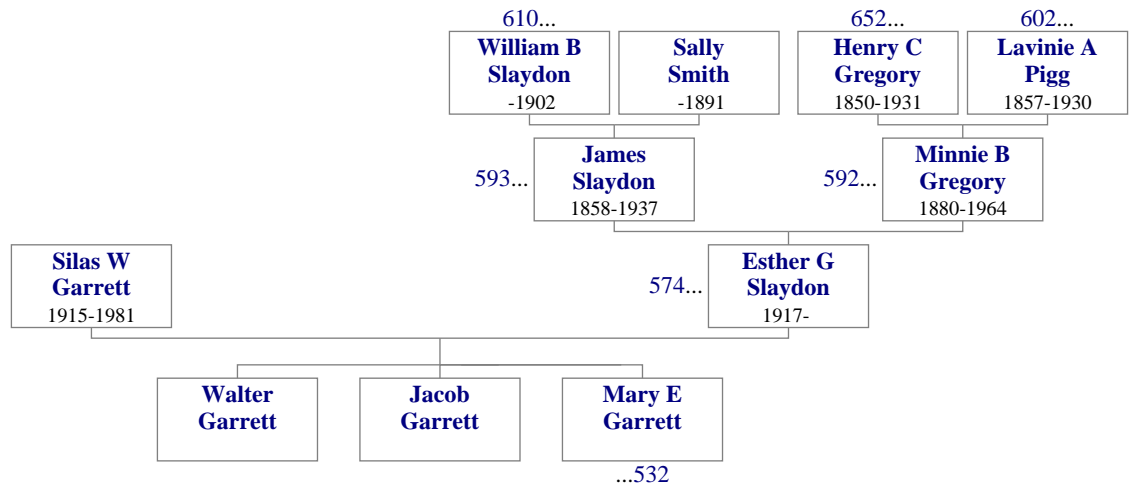 610...
652...
602...
William B
Slaydon
-1902
Sally
Smith
-1891
Henry C
Gregory
1850-1931
Lavinie A
Pigg
1857-1930
593...
James
Slaydon
1858-1937
592...
Minnie B
Gregory
1880-1964
Silas W
Garrett
1915-1981
574...
Esther G
Slaydon
1917-
Walter
Garrett
Jacob
Garrett
Mary E
Garrett
...532